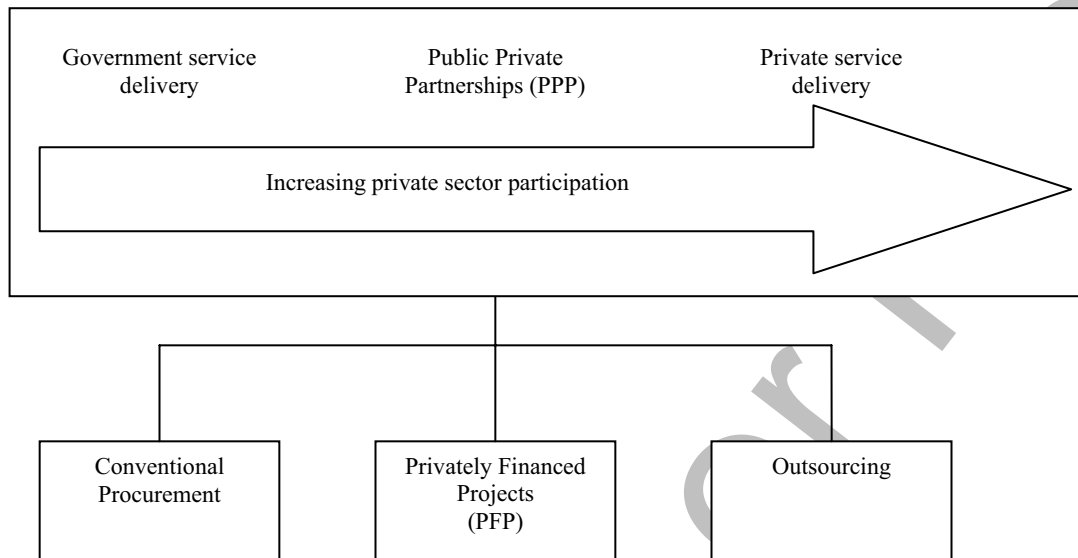 Government service
delivery
Public Private
Partnerships (PPP)
Private service
delivery
Increasing private sector participation
Conventional
Procurement
Privately Financed
Projects
(PFP)
Outsourcing